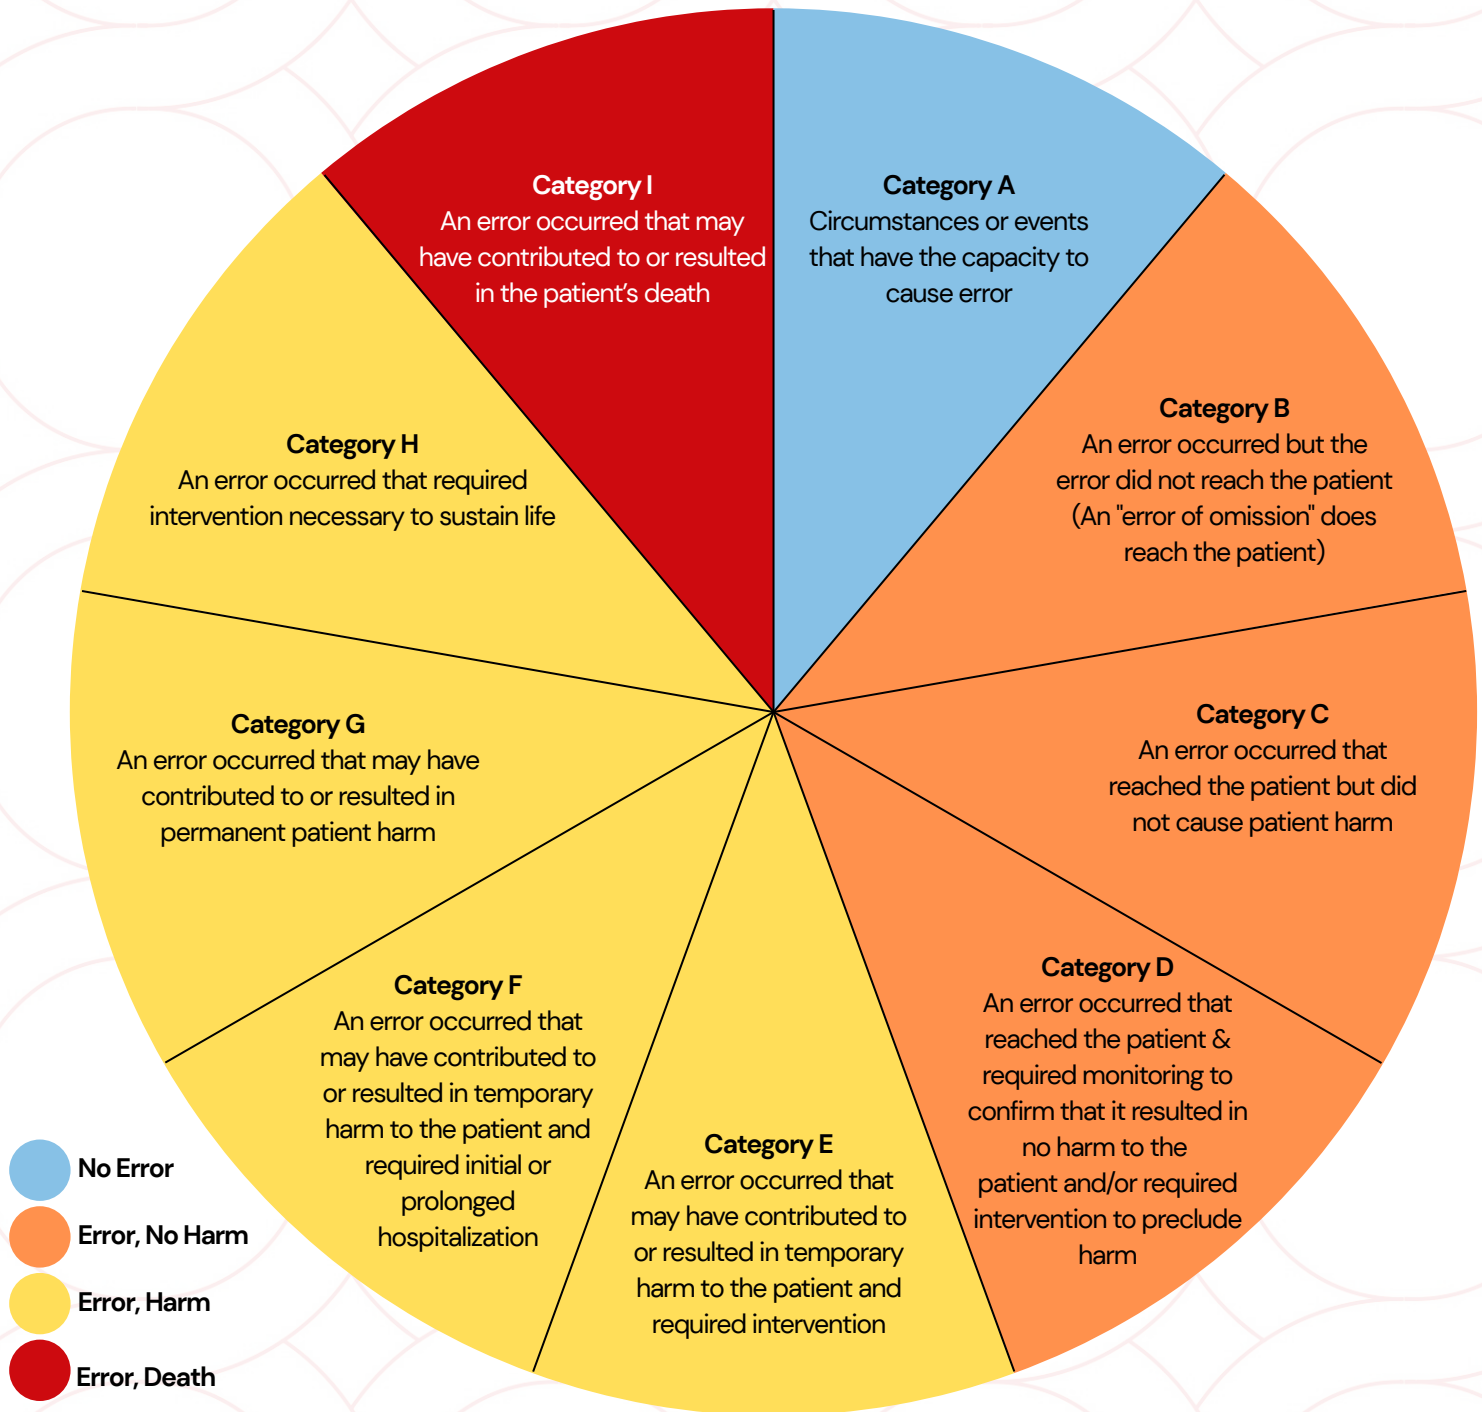 Category I
An error occurred that may
have contributed to or resulted
in the patient's death
Category A
Circumstances or events
that have the capacity to
cause error
Category B
An error occurred but the
error did not reach the patient
(An "error of omission" does
reach the patient)
Category H
An error occurred that required
intervention necessary to sustain life
Category C
An error occurred that
reached the patient but did
not cause patient harm
Category G
An error occurred that may have
contributed to or resulted in
permanent patient harm
Category D
An error occurred that
reached the patient &
required monitoring to
confirm that it resulted in
no harm to the
patient and/or required
intervention to preclude
harm
Category F
An error occurred that
may have contributed to
or resulted in temporary
harm to the patient and
required initial or
prolonged
hospitalization
Category E
An error occurred that
may have contributed to
or resulted in temporary
harm to the patient and
required intervention
No Error
Error, No Harm
Error, Harm
Error, Death